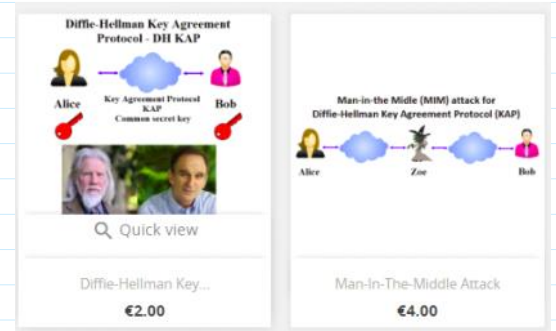 Diffie-Hellman Key Agreement
Protocol - DH KAP
Alice
Key Agreement Protocol
KAP
Common secret key
Bob
Quick view
Diffie-Hellman Key...
€2.00
Man-in-the Midle (MIM) attack for
Diffie-Hellman Key Agreement Protocol (KAP)
Alice
Zoe
Bob
Man-In-The-Middle Attack
€4.00